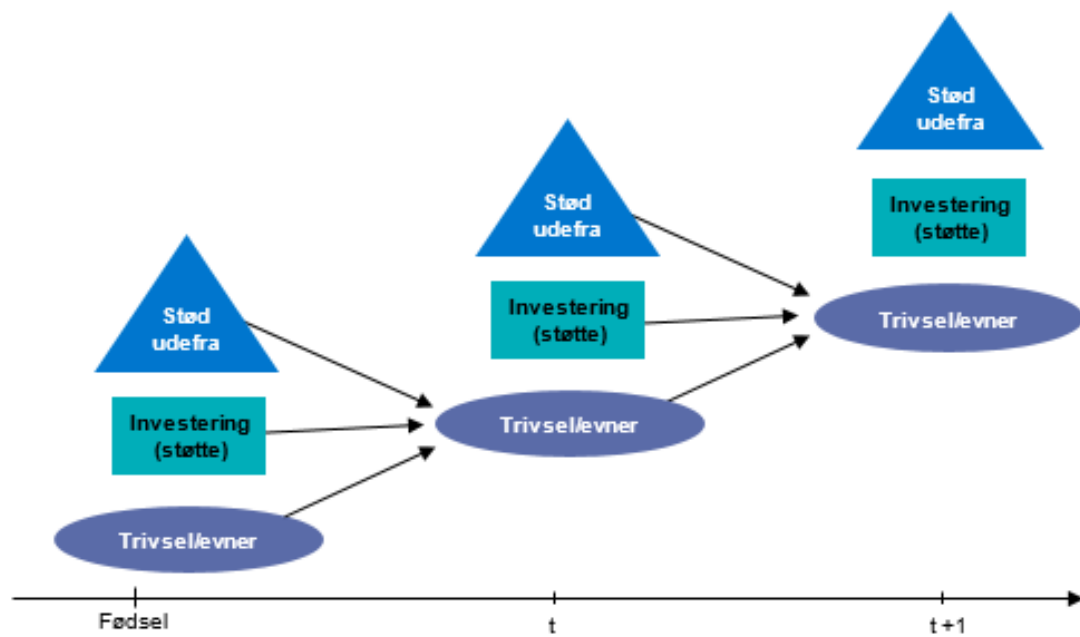 Stød
udefra
Investering
(støtte)
Trivsel/evner
Stød
udefra
Investering
(støtte)
Trivsel/evner
Stød
udefra
Investering
(støtte)
Trivsel/evner
Fødsel
t
t+1